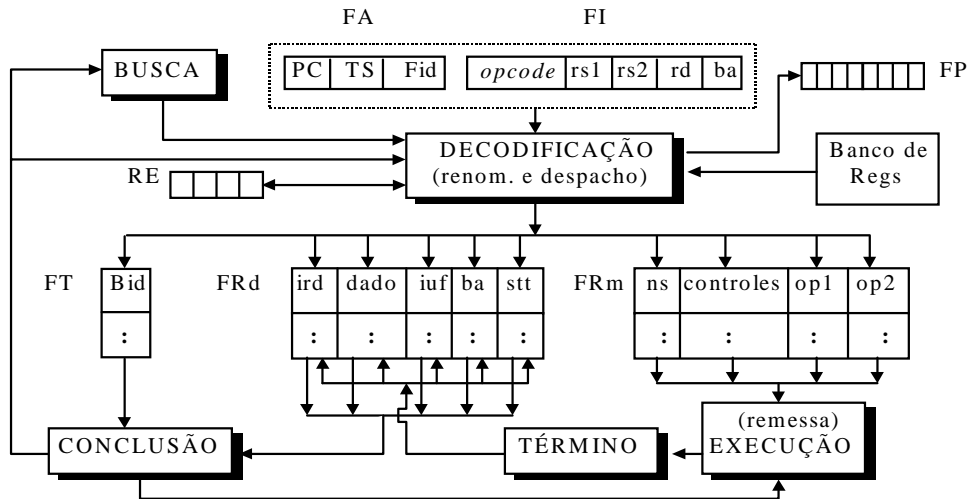 FA FI
BUSCA PC TS Fid opcode rs1 rs2 rd ba FP
DECODIFICAÇÃO
(renom. e despacho)
Banco de
Regs
RE
FT Bid FRd ird dado iuf ba stt FRm ns controles op1 op2
: : : : : : : : : :
CONCLUSÃO TÉRMINO (remessa)
EXECUÇÃO